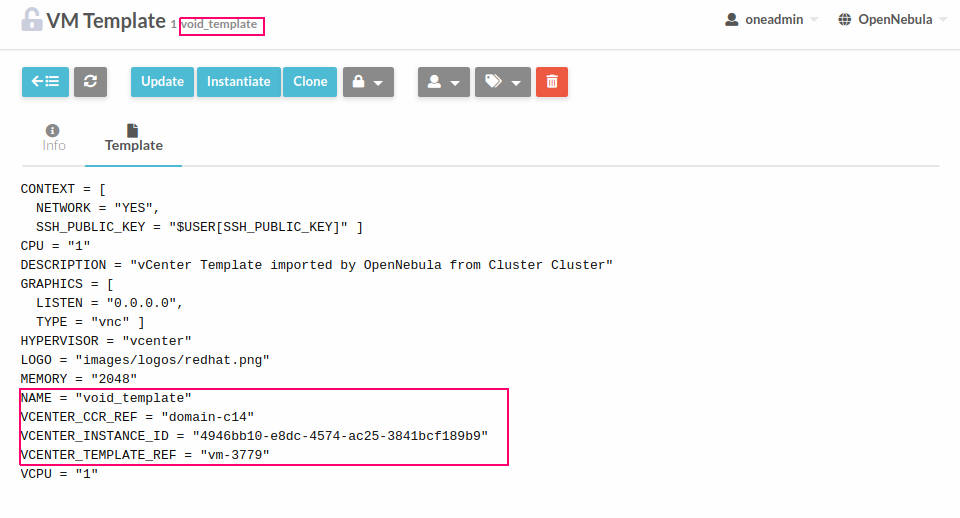 VM Template 1 void_template
oneadmin
OpenNebula
Update
Instantiate
Clone
Info
Template
CONTEXT = [
  NETWORK = "YES",
  SSH_PUBLIC_KEY = "$USER[SSH_PUBLIC_KEY]" ]
CPU = "1"
DESCRIPTION = "vCenter Template imported by OpenNebula from Cluster Cluster"
GRAPHICS = [
  LISTEN = "0.0.0.0",
  TYPE = "vnc" ]
HYPERVISOR = "vcenter"
LOGO = "images/logos/redhat.png"
MEMORY = "2048"
NAME = "void_template"
VCENTER_CCR_REF = "domain-c14"
VCENTER_INSTANCE_ID = "4946bb10-e8dc-4574-ac25-3841bcf189b9"
VCENTER_TEMPLATE_REF = "vm-3779"
VCPU = "1"